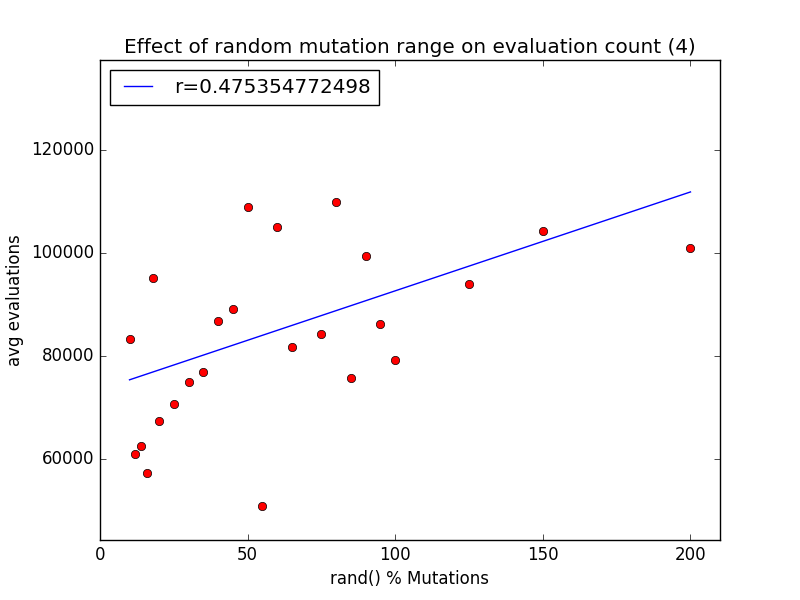 Effect of random mutation range on evaluation count (4)
r=0.475354772498
120000
100000
80000
60000
avg evaluations
0 50 100 150 200
rand() % Mutations